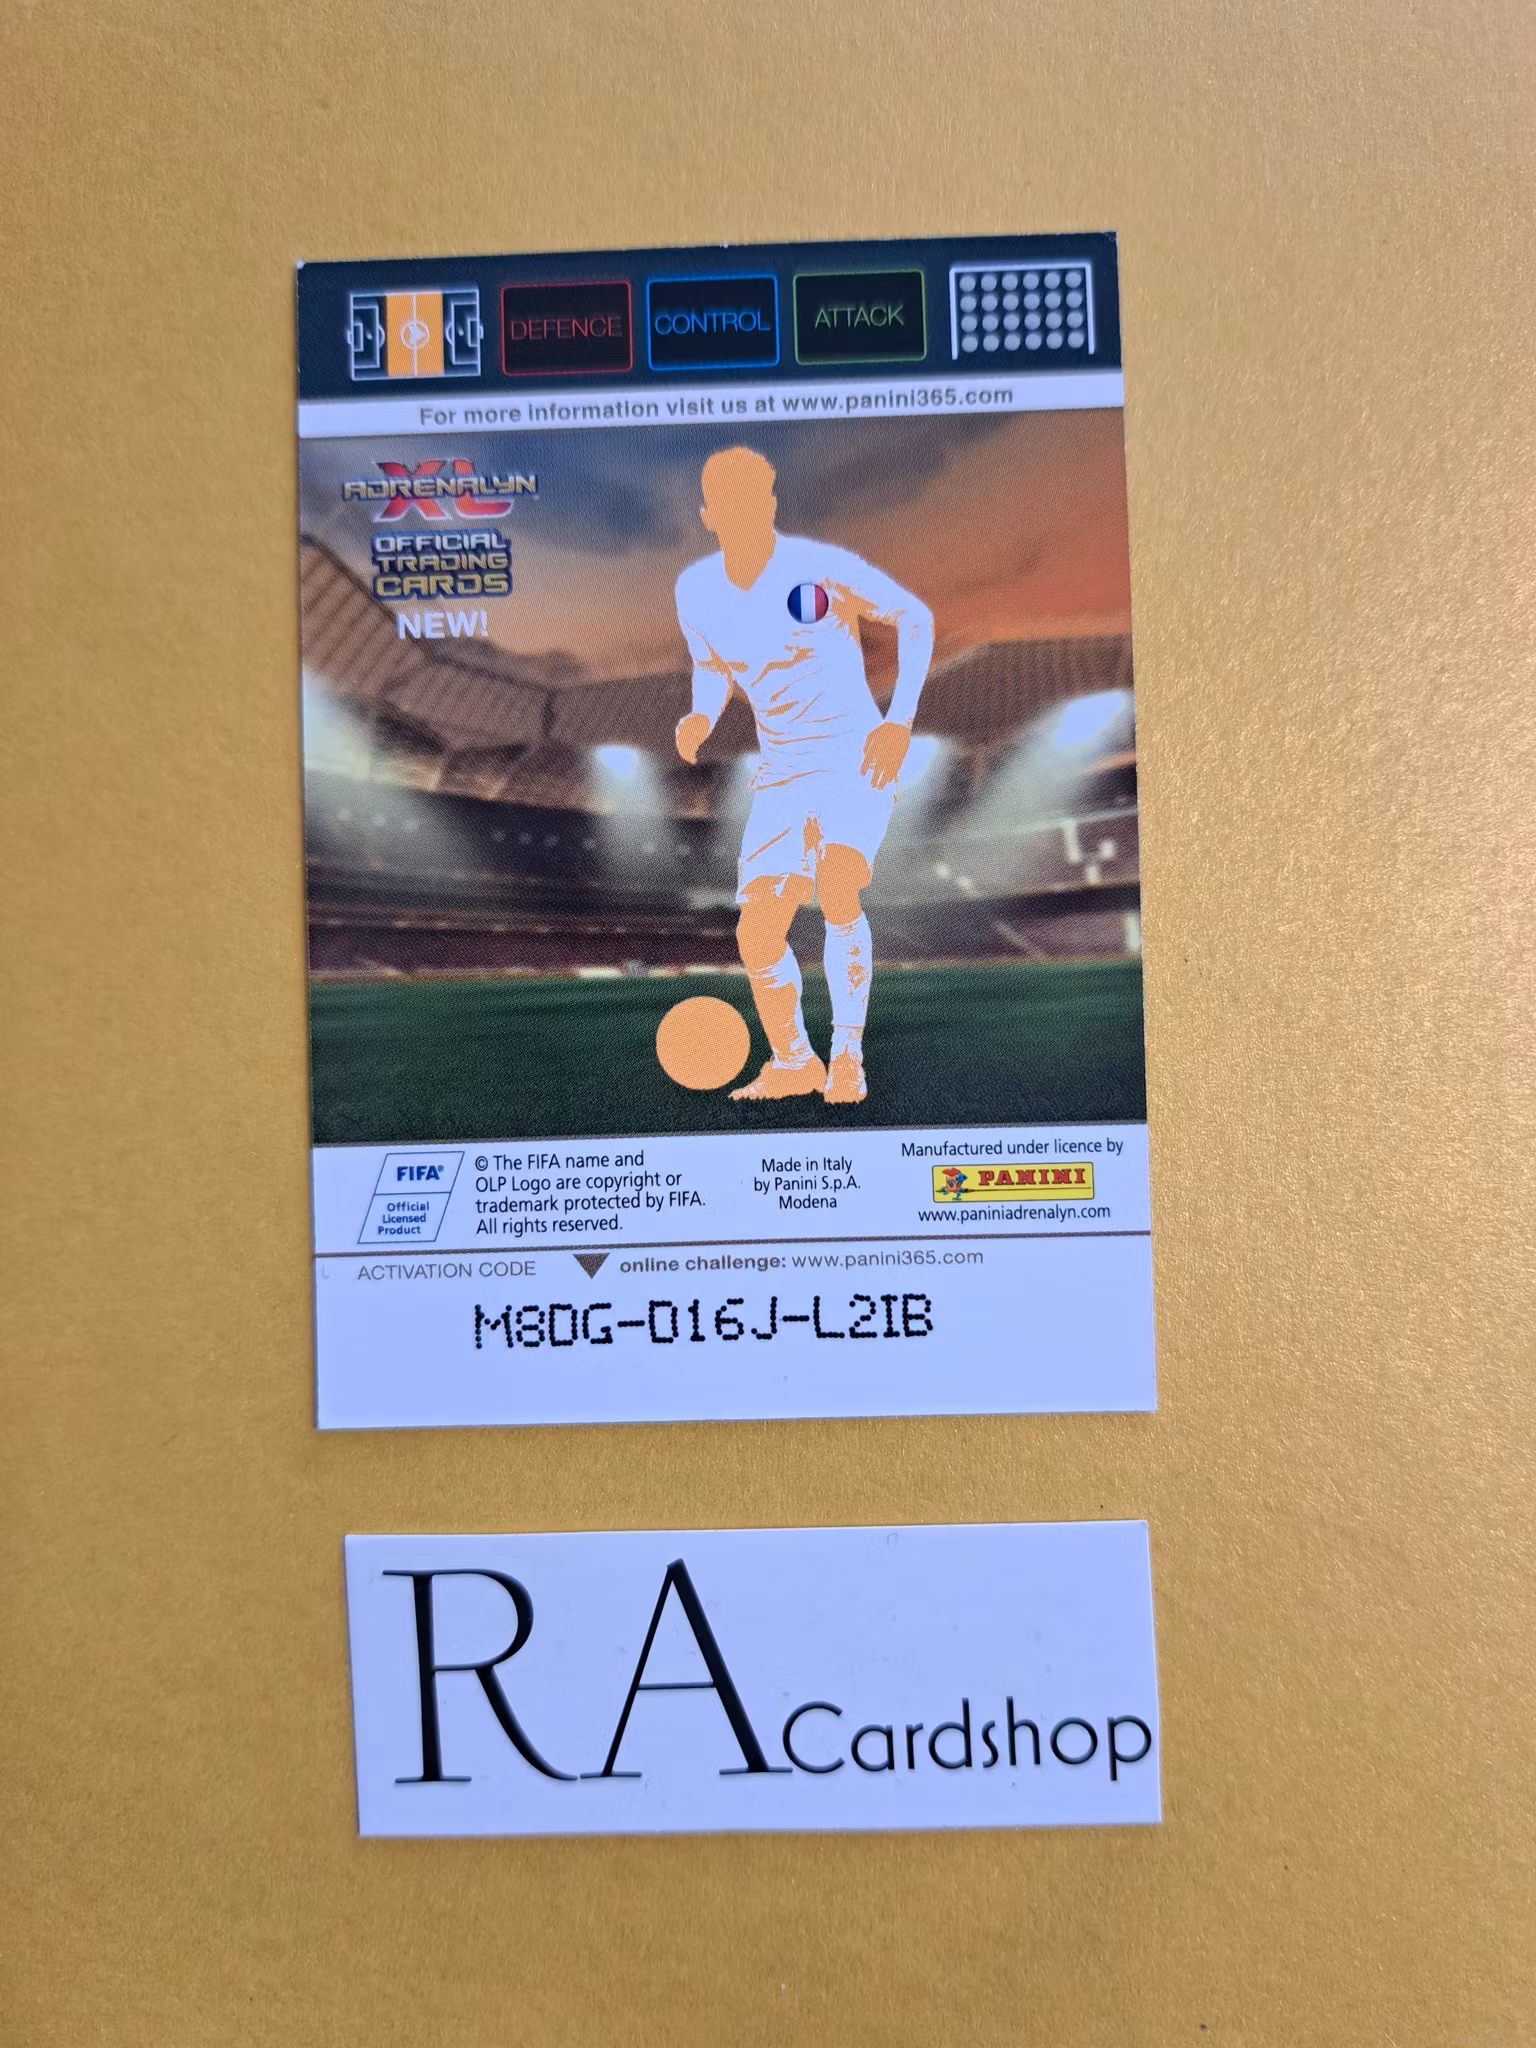 DEFENCE CONTROL ATTACK
For more information visit us at www.panini365.com
ADRENALYN XL
OFFICIAL
TRADING
CARDS
NEW!
FIFA®
Official
Licensed
Product
© The FIFA name and
OLP Logo are copyright or
trademark protected by FIFA.
All rights reserved.
Made in Italy
by Panini S.p.A.
Modena
Manufactured under licence by
PANINI
www.paniniadrenalyn.com
L ACTIVATION CODE online challenge: www.panini365.com
M8DG-D16J-L2IB
RA Cardshop